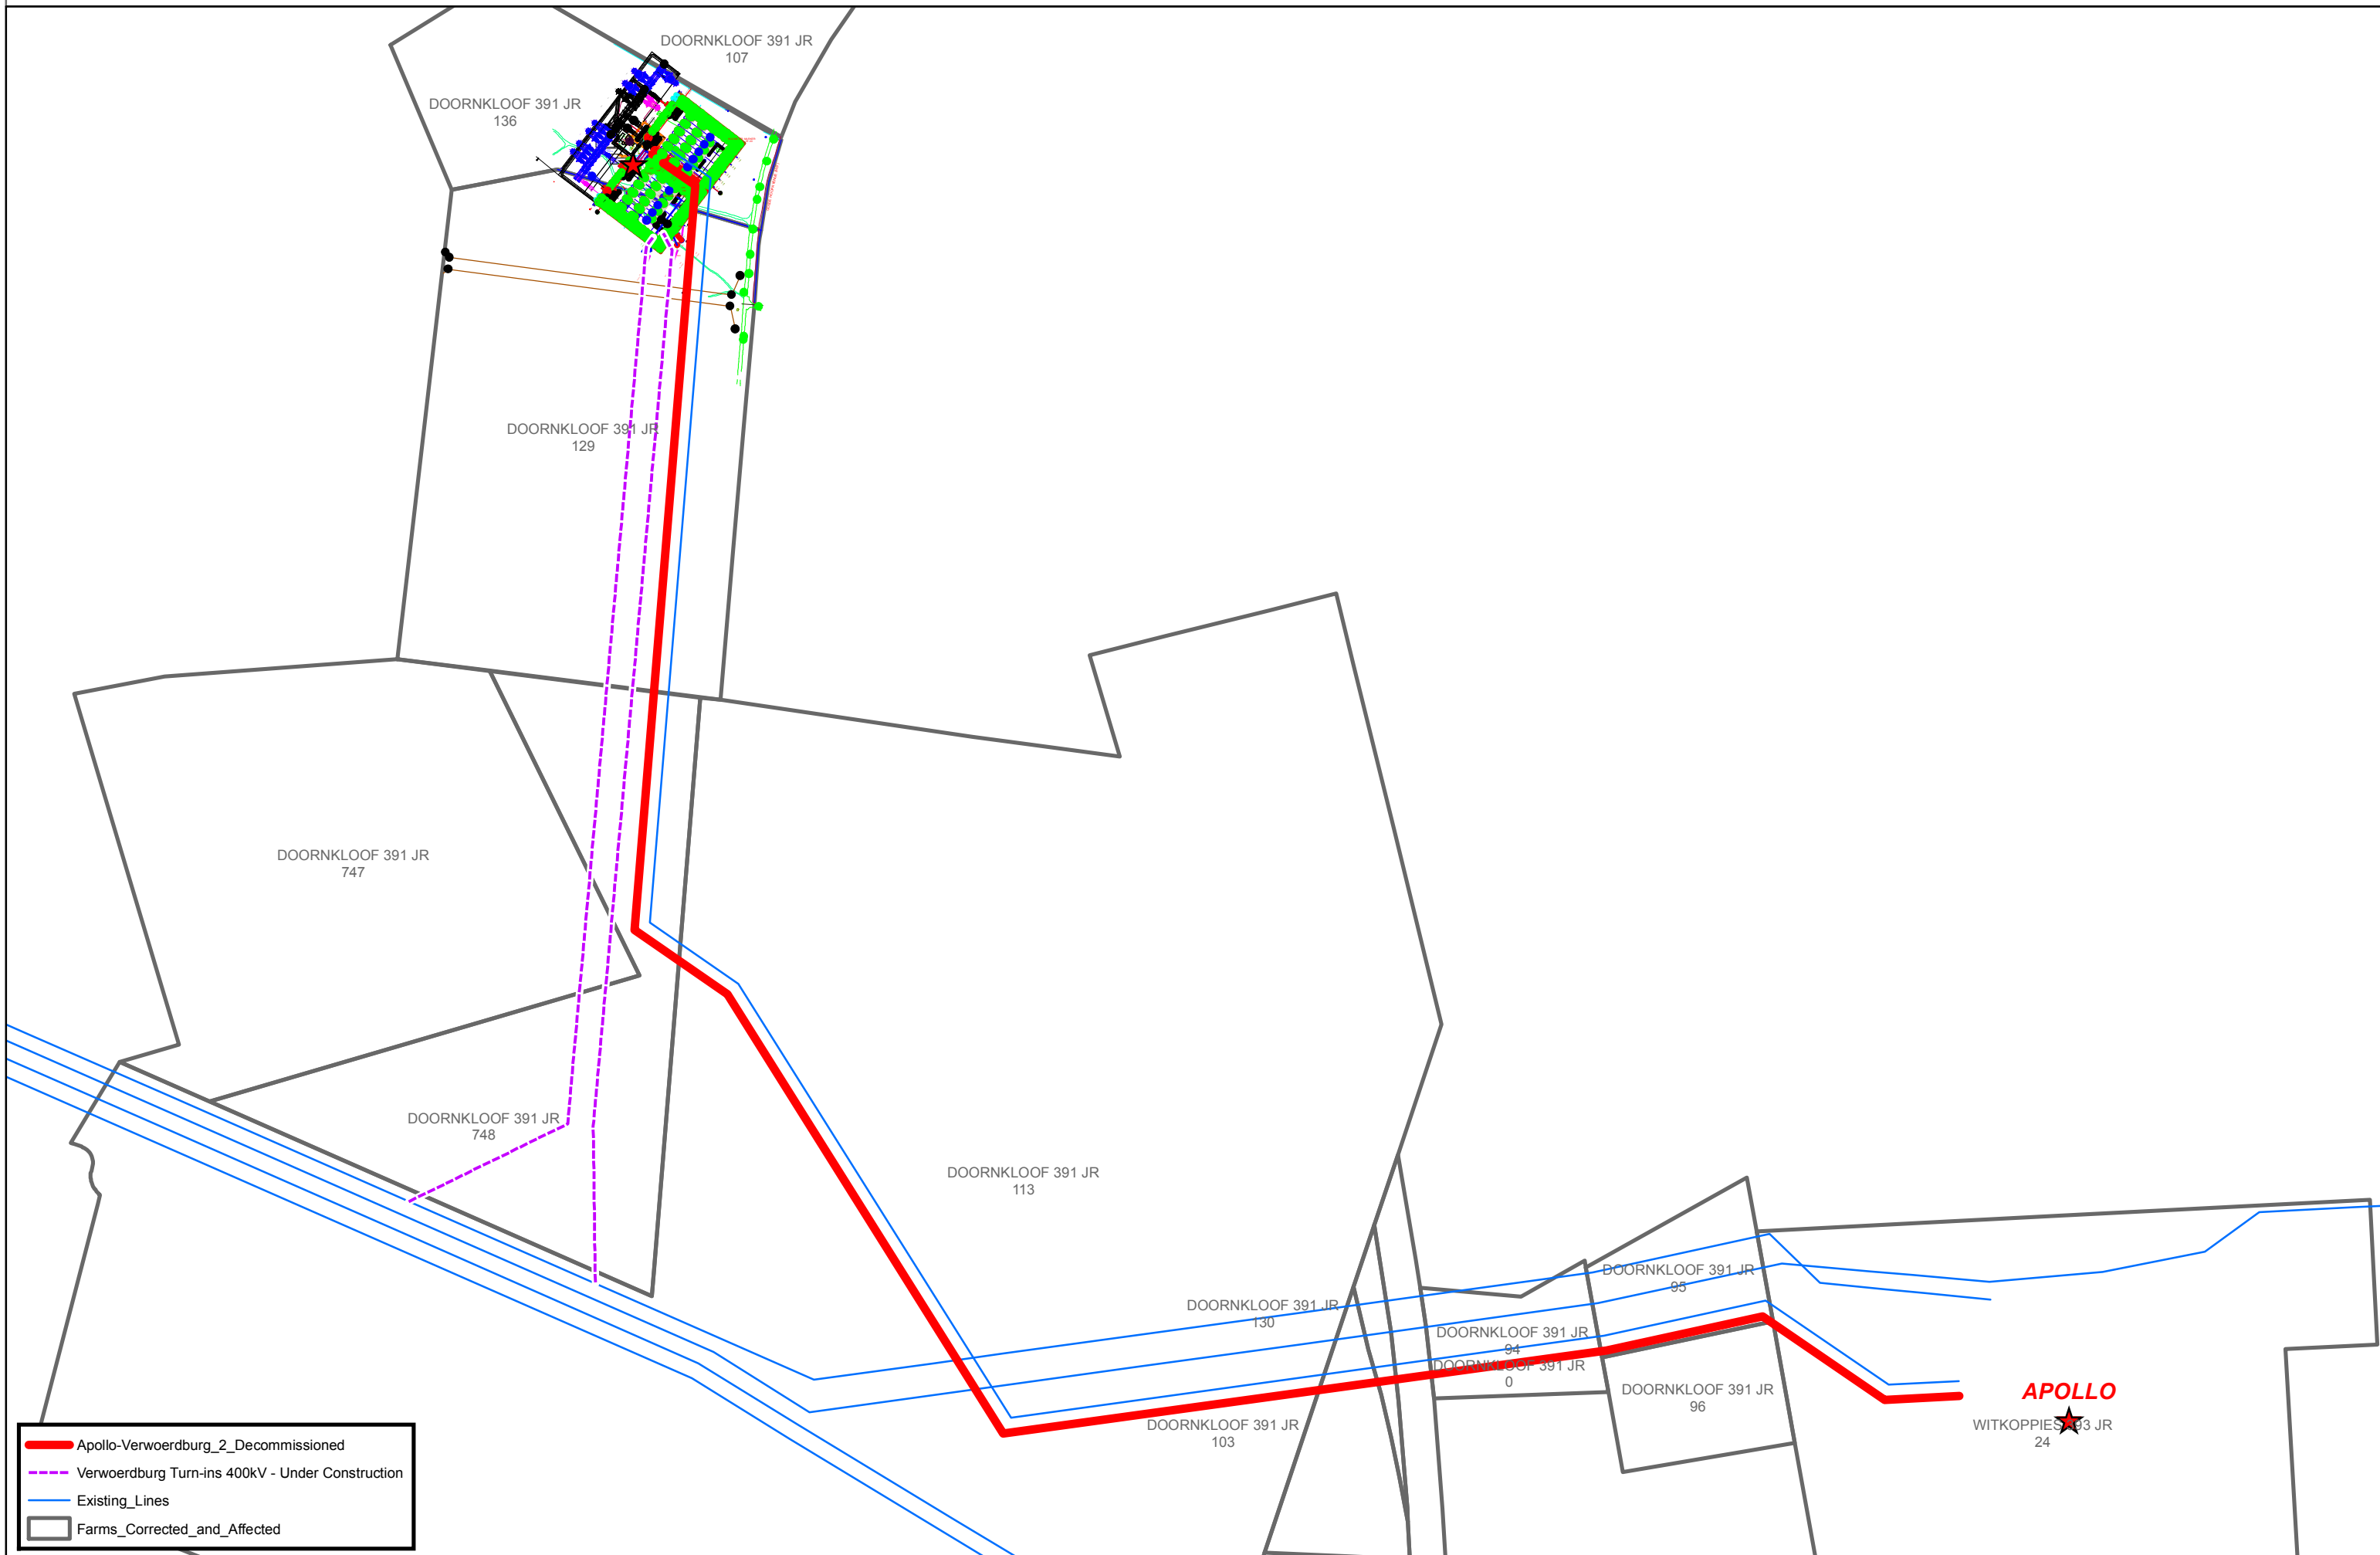 DOORNKLOOF 391 JR
107
DOORNKLOOF 391 JR
136
DOORNKLOOF 391 JR
129
DOORNKLOOF 391 JR
747
DOORNKLOOF 391 JR
748
DOORNKLOOF 391 JR
113
DOORNKLOOF 391 JR
130
DOORNKLOOF 391 JR
95
DOORNKLOOF 391 JR
94
DOORNKLOOF 391 JR
0
DOORNKLOOF 391 JR
96
DOORNKLOOF 391 JR
103
APOLLO
WITKOPPIES 393 JR
24
Apollo-Verwoerdburg_2_Decommissioned
Verwoerdburg Turn-ins 400kV - Under Construction
Existing_Lines
Farms_Corrected_and_Affected